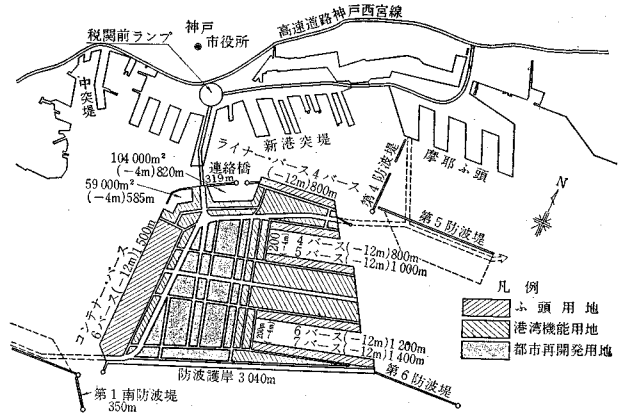 神戸
市役所
税関前ランプ
高速道路神戸西宮線
中突堤
新港突堤
摩耶ふ頭
ライナー・バース4バース
(−12m)800m
104 000m²
(−4m)820m
連絡橋
319m
59 000m²
(−4m)585m
第4防波堤
第5防波堤
N
コンテナー・バース
6バース(−12m)1 500m
200m
−4m
4バース(−12m)800m
5バース(−12m)1 000m
200m
−4m
6バース(−12m)1 200m
7バース(−12m)1 400m
凡例
ふ頭用地
港湾機能用地
都市再開発用地
防波護岸 3 040m
第6防波堤
第1南防波堤
350m